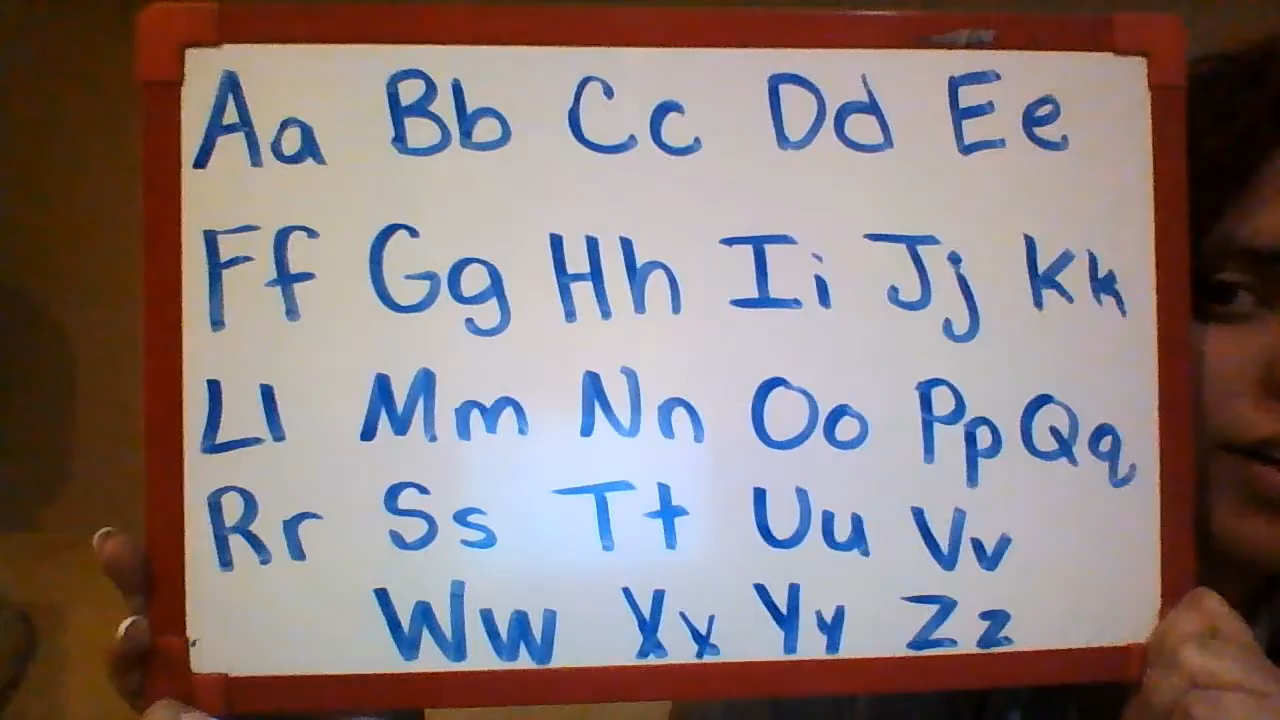 Aa Bb Cc Dd Ee
Ff Gg Hh Ii Jj Kk
Ll Mm Nn Oo Pp Qq
Rr Ss Tt Uu Vv
Ww Xx Yy Zz